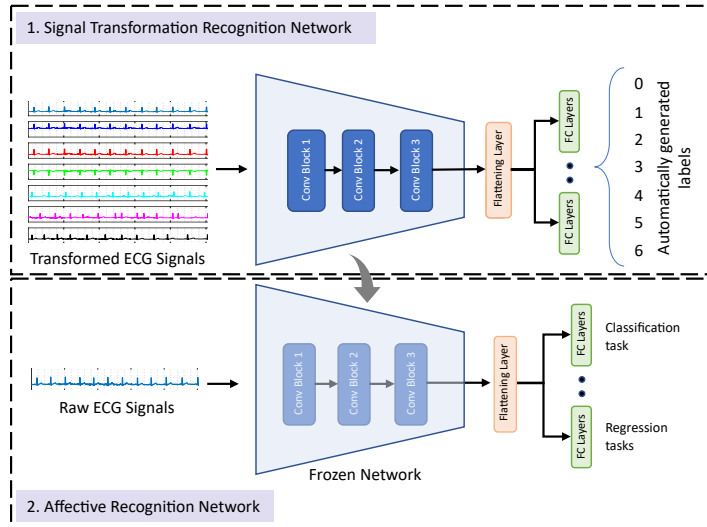 1. Signal Transformation Recognition Network
Conv Block 1
Conv Block 2
Conv Block 3
Flattening Layer
FC Layers
FC Layers
0
1
2
3
4
5
6
Automatically generated
labels
Transformed ECG Signals
Raw ECG Signals
Conv Block 1
Conv Block 2
Conv Block 3
Flattening Layer
FC Layers
Classification
task
FC Layers
Regression
tasks
Frozen Network
2. Affective Recognition Network